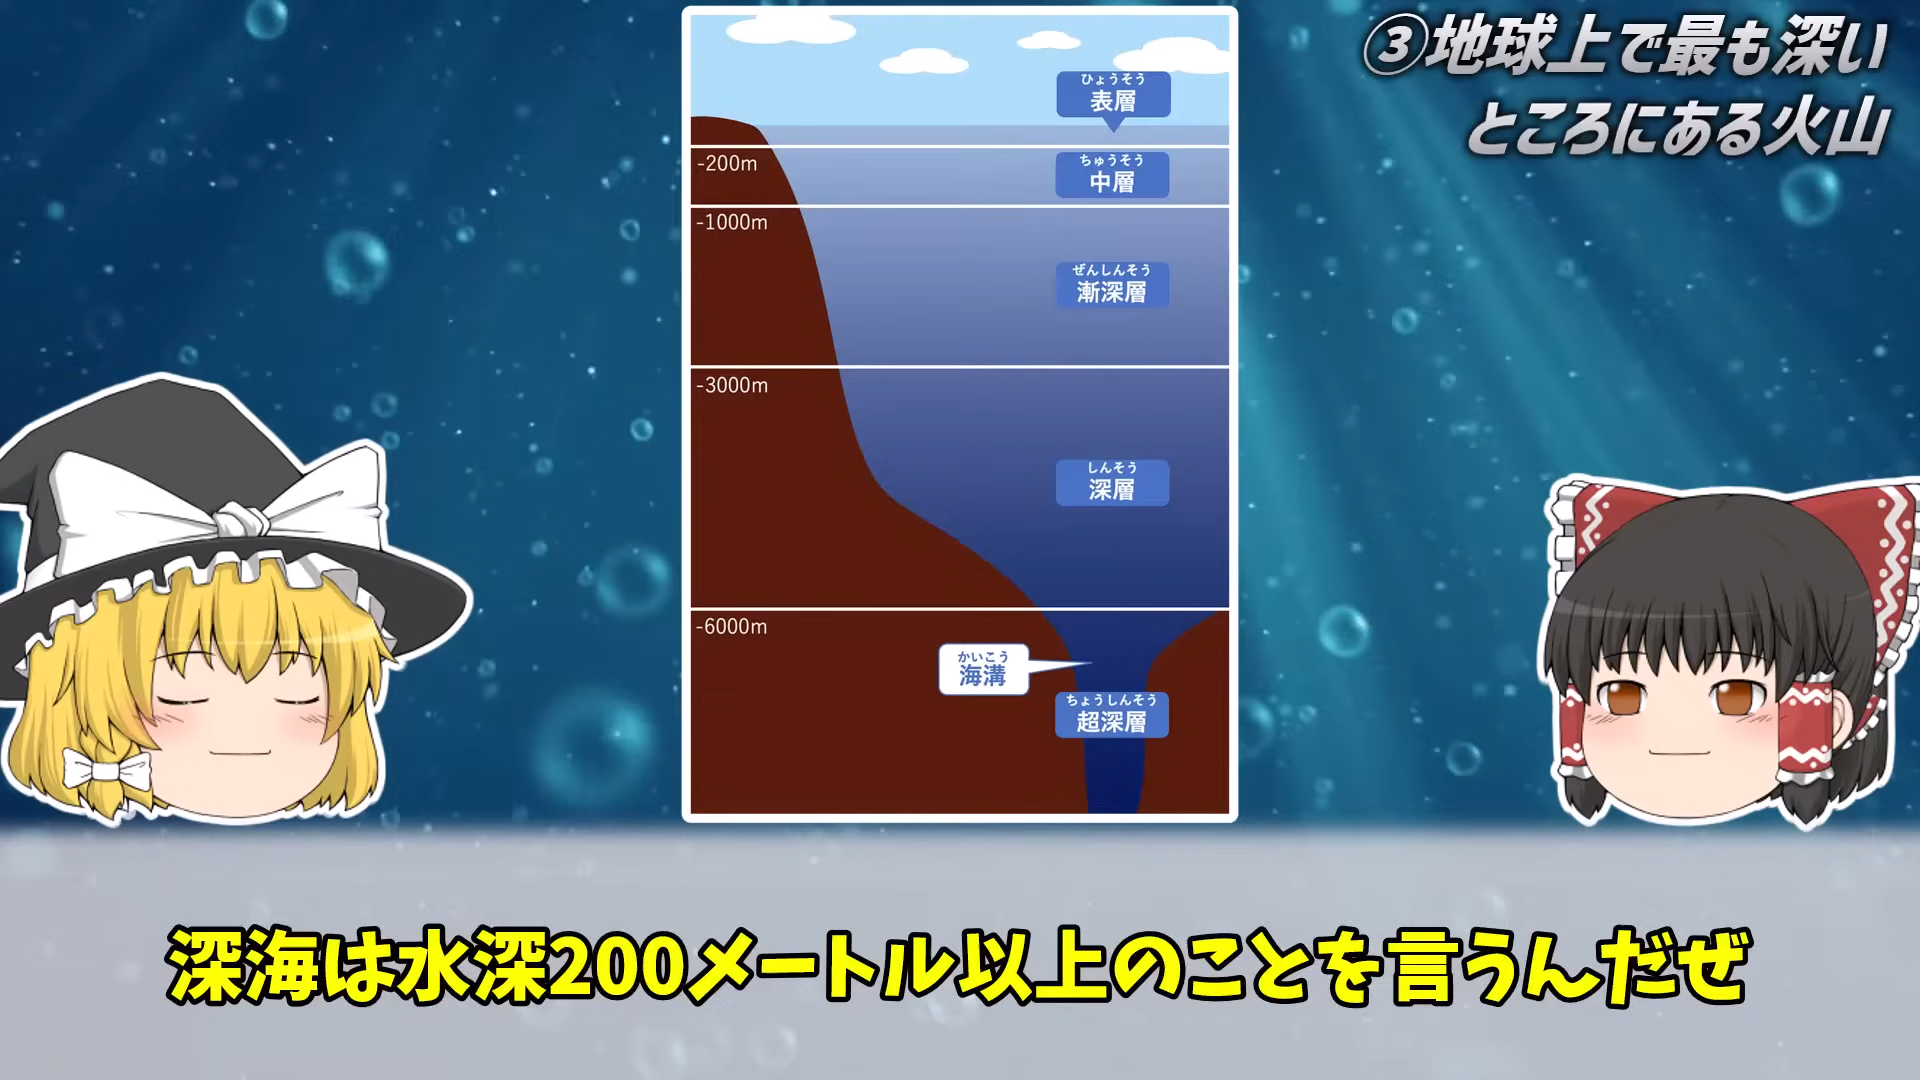 ③地球上で最も深い
ところにある火山
ひょうそう
表層
-200m
ちゅうそう
中層
-1000m
ぜんしんそう
漸深層
-3000m
しんそう
深層
-6000m
かいこう
海溝
ちょうしんそう
超深層
深海は水深200メートル以上のことを言うんだぜ